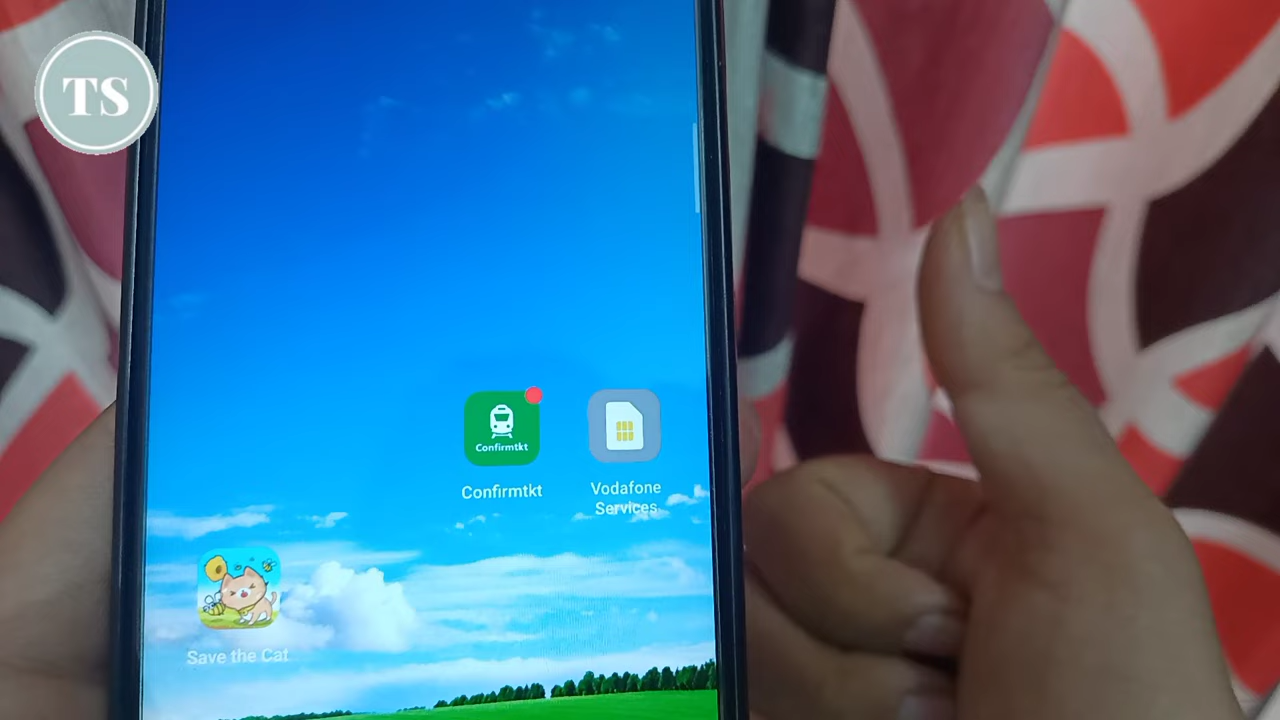 TS
Confirmtkt
Confirmtkt
Vodafone
Services
Save the Cat